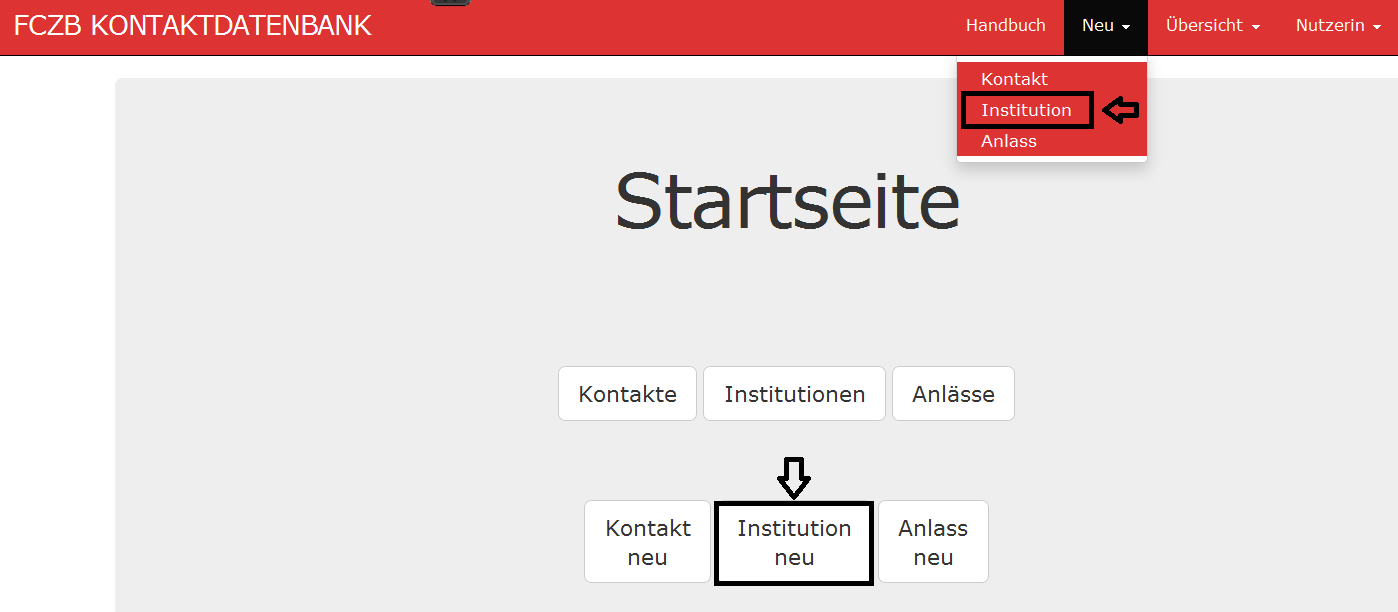 FCZB KONTAKTDATENBANK
Handbuch Neu Übersicht Nutzerin
Kontakt
Institution
Anlass
Startseite
Kontakte Institutionen Anlässe
Kontakt neu
Institution neu
Anlass neu